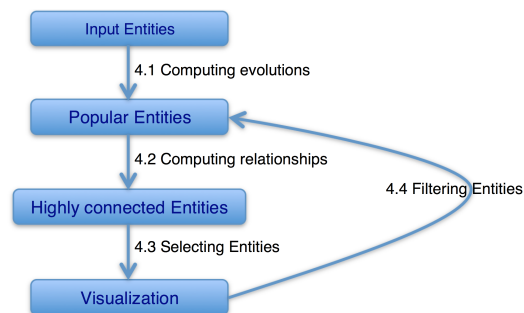 Input Entities
4.1 Computing evolutions
Popular Entities
4.2 Computing relationships
4.4 Filtering Entities
Highly connected Entities
4.3 Selecting Entities
Visualization